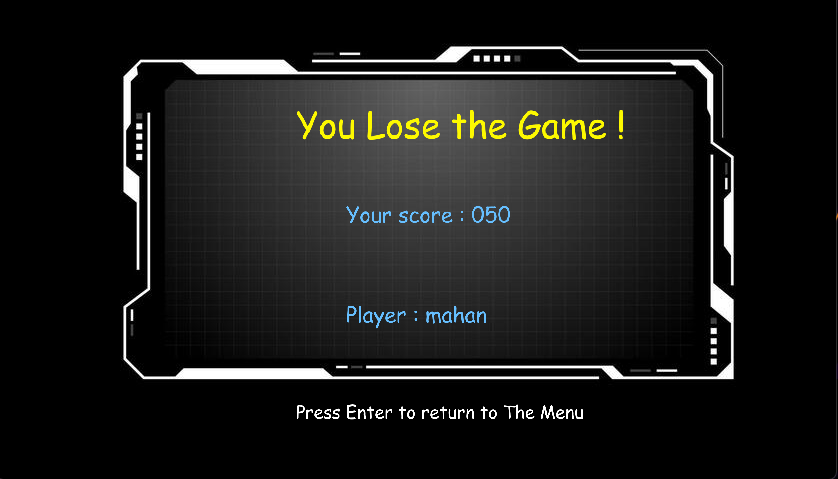 You Lose the Game !
Your score : 050
Player : mahan
Press Enter to return to The Menu